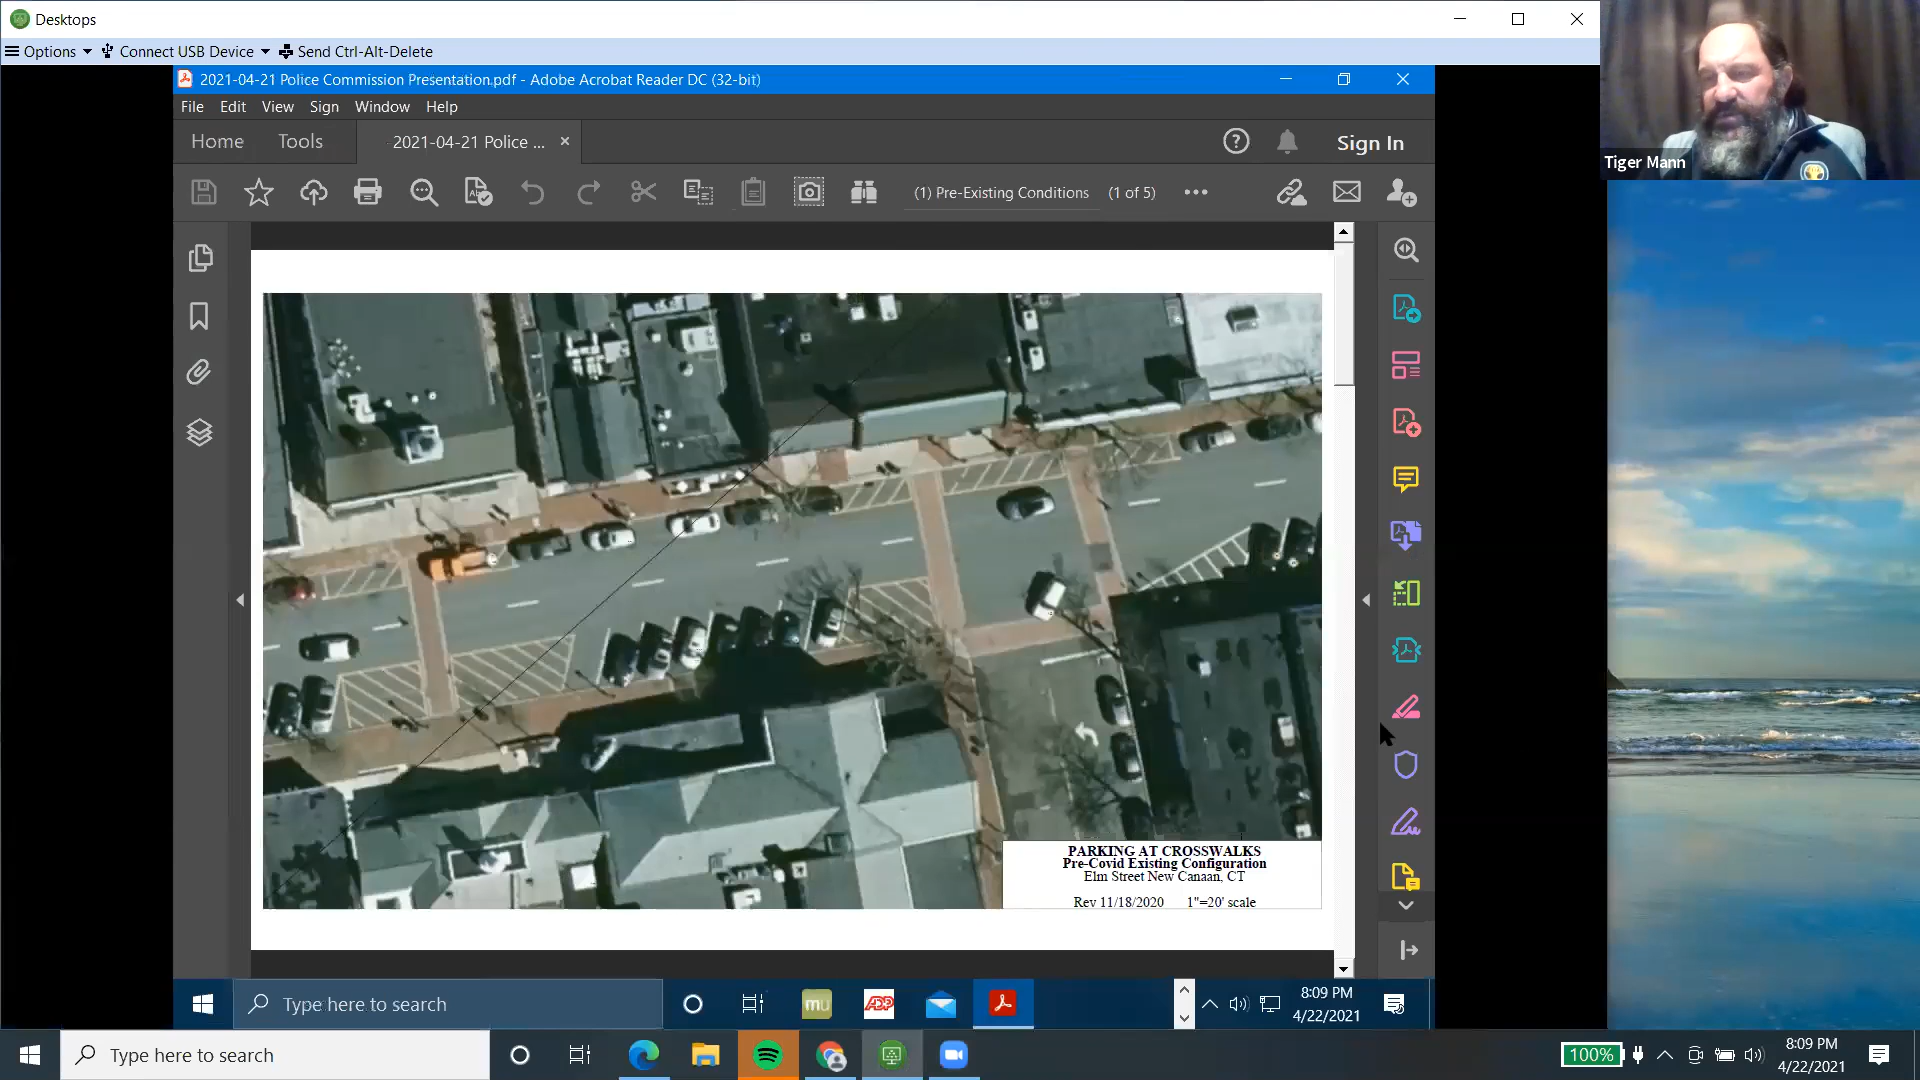 Desktops
Options Connect USB Device Send Ctrl-Alt-Delete
2021-04-21 Police Commission Presentation.pdf - Adobe Acrobat Reader DC (32-bit)
File Edit View Sign Window Help
Home Tools 2021-04-21 Police ... Sign In
(1) Pre-Existing Conditions (1 of 5)
Tiger Mann
PARKING AT CROSSWALKS
Pre-Covid Existing Configuration
Elm Street New Canaan, CT
Rev 11/18/2020 1"=20' scale
Type here to search
mu
ADP
8:09 PM
4/22/2021
Type here to search
100%
8:09 PM
4/22/2021